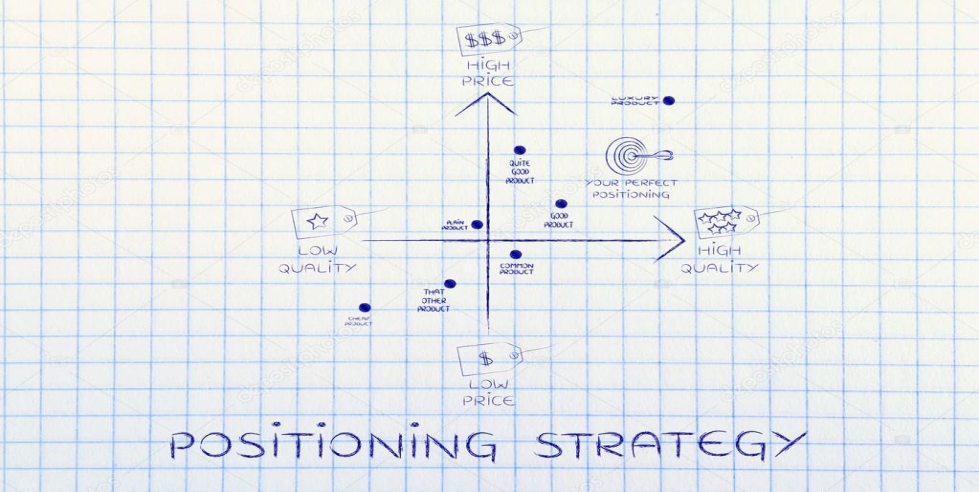 $$$
HIGH
PRICE
LUXURY
PRODUCT
QUITE
GOOD
PRODUCT
YOUR PERFECT
POSITIONING
GOOD
PRODUCT
PLAIN
PRODUCT
LOW
QUALITY
HIGH
QUALITY
COMMON
PRODUCT
THAT
OTHER
PRODUCT
CHEAP
PRODUCT
$
LOW
PRICE
POSITIONING STRATEGY